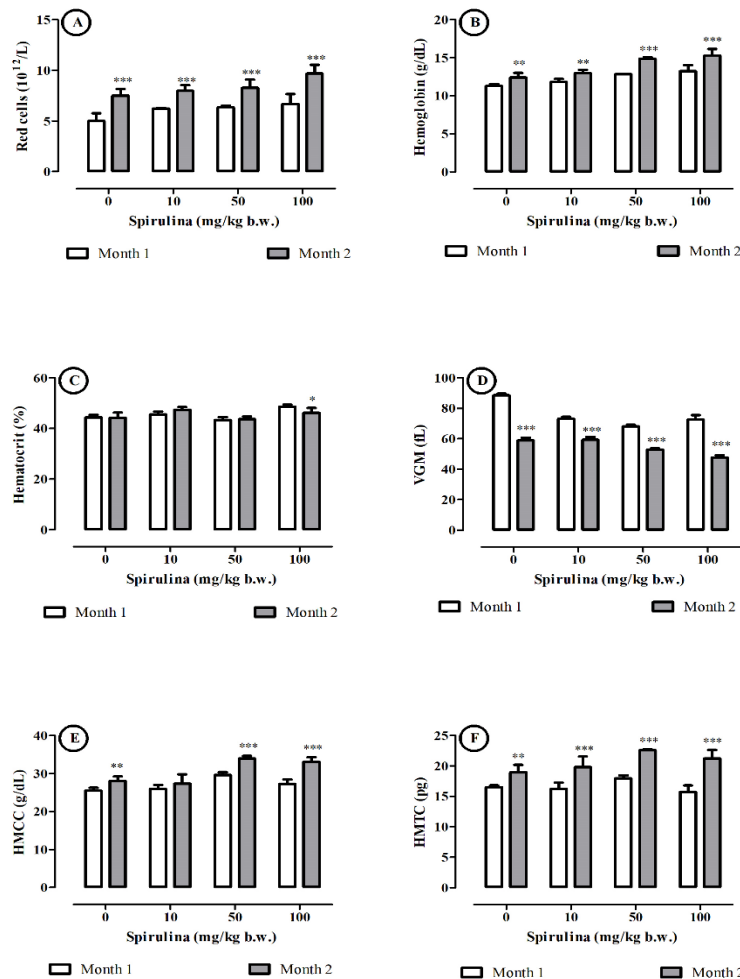 A
Red cells (10¹²/L)
15
10
5
0
***
***
***
***
0 10 50 100
Spirulina (mg/kg b.w.)
Month 1 Month 2
B
Hemoglobin (g/dL)
20
15
10
5
0
**
**
***
***
0 10 50 100
Spirulina (mg/kg b.w.)
Month 1 Month 2
C
Hematocrit (%)
60
40
20
0
*
0 10 50 100
Spirulina (mg/kg b.w.)
Month 1 Month 2
D
VGM (fL)
100
80
60
40
20
0
***
***
***
***
0 10 50 100
Spirulina (mg/kg b.w.)
Month 1 Month 2
E
HMCC (g/dL)
40
30
20
10
0
**
***
***
0 10 50 100
Spirulina (mg/kg b.w.)
Month 1 Month 2
F
HMTC (pg)
25
20
15
10
5
0
**
***
***
***
0 10 50 100
Spirulina (mg/kg b.w.)
Month 1 Month 2